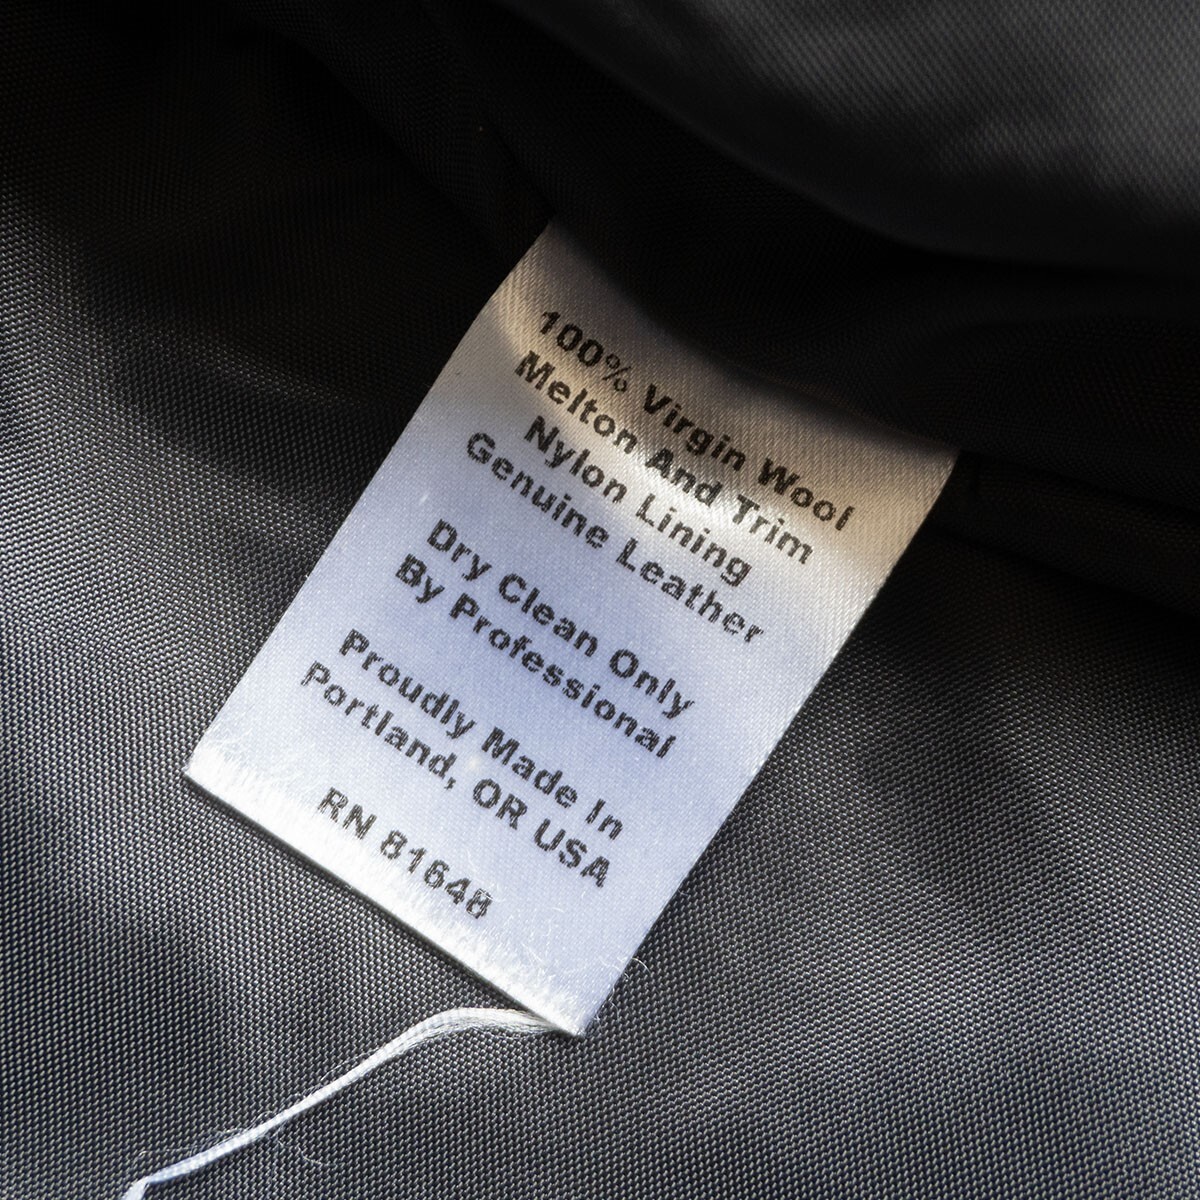 100% Virgin Wool
Melton And Trim
Nylon Lining
Genuine Leather
Dry Clean Only
By Professional
Proudly Made In
Portland, OR USA
RN 81648